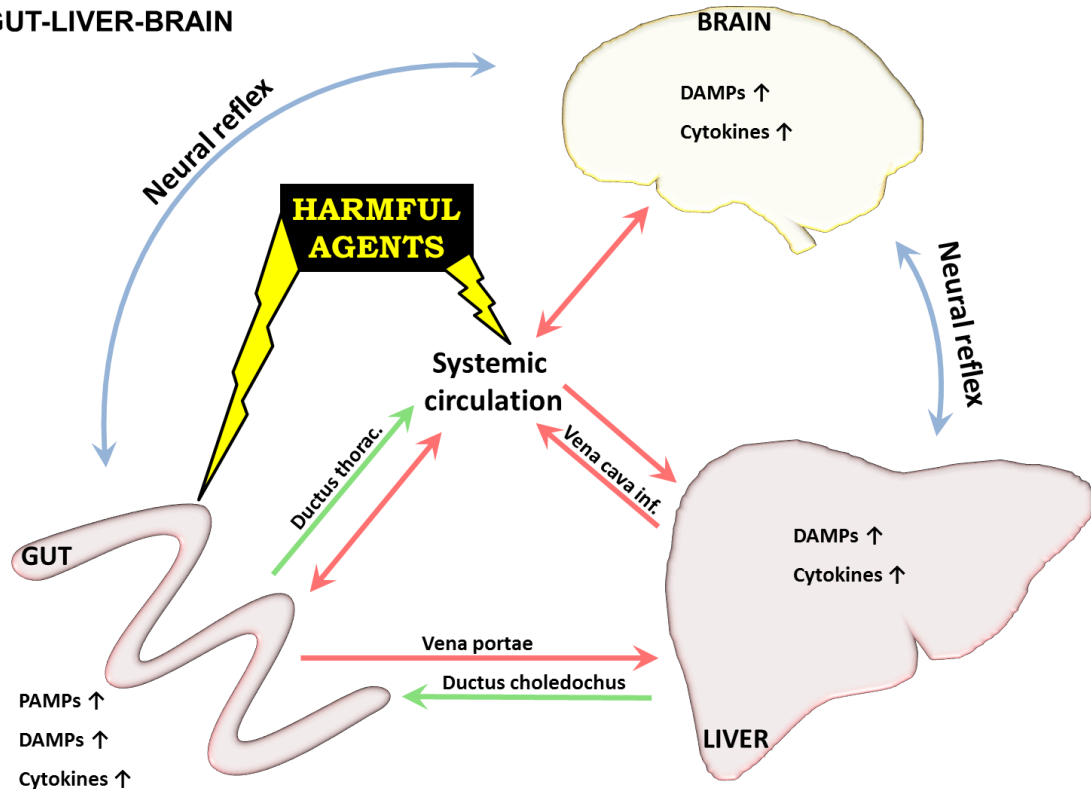 GUT-LIVER-BRAIN
BRAIN
DAMPs ↑
Cytokines ↑
Neural reflex
HARMFUL
AGENTS
Neural reflex
Systemic
circulation
Ductus thorac.
Vena cava inf.
GUT
DAMPs ↑
Cytokines ↑
Vena portae
Ductus choledochus
PAMPs ↑
DAMPs ↑
Cytokines ↑
LIVER